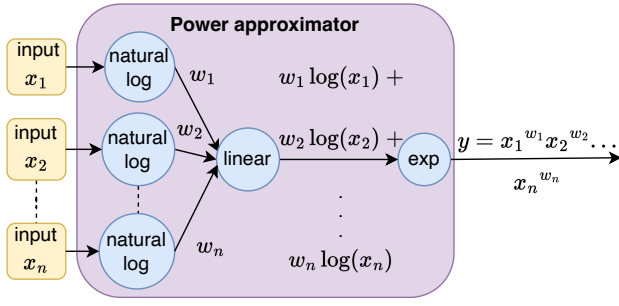 Power approximator
input
x₁
natural
log
w₁
w₁ log(x₁) +
input
x₂
natural
log
w₂
linear
w₂ log(x₂) +
exp
y = x₁^{w₁} x₂^{w₂} ...
xₙ^{wₙ}
.
.
.
input
xₙ
natural
log
wₙ
wₙ log(xₙ)